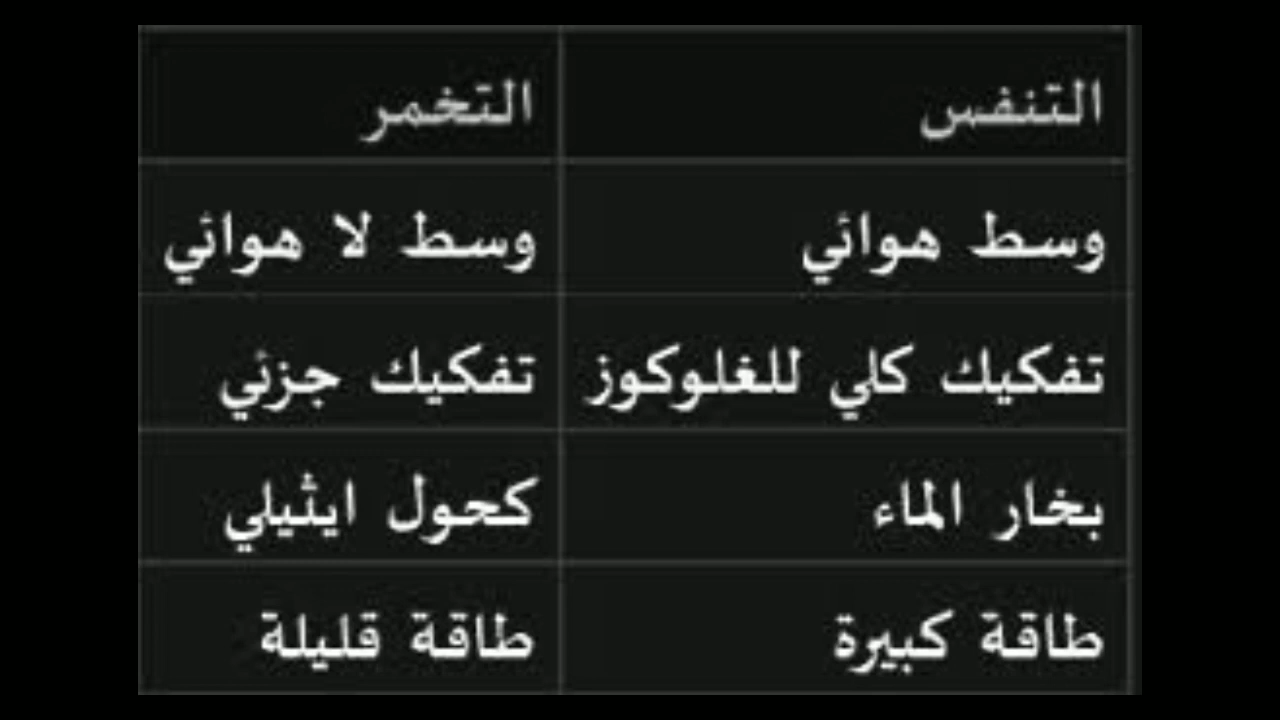 التنفس التخمر
وسط هوائي وسط لا هوائي
تفكيك كلي للغلوكوز تفكيك جزئي
بخار الماء كحول ايثيلي
طاقة كبيرة طاقة قليلة